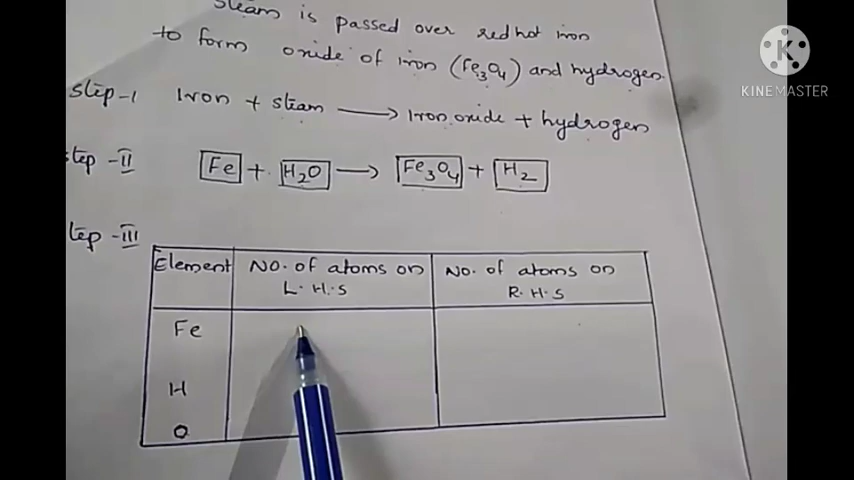 Steam is passed over redhot iron
to form oxide of iron (Fe3O4) and hydrogen.
Step-I Iron + steam ⟶ Iron oxide + hydrogen
step-II Fe + H2O ⟶ Fe3O4 + H2
step-III
Element No. of atoms on L.H.S No. of atoms on R.H.S
Fe
H
O
K
KINEMASTER